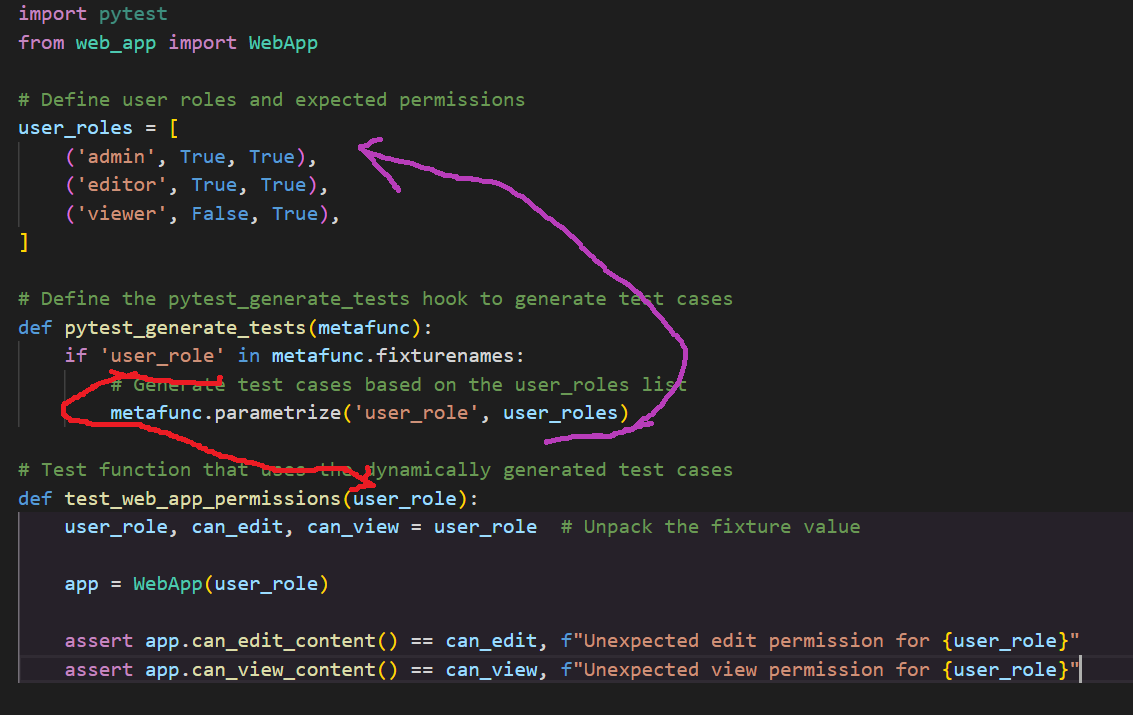 import pytest
from web_app import WebApp
# Define user roles and expected permissions
user_roles = [
('admin', True, True),
('editor', True, True),
('viewer', False, True),
]
# Define the pytest_generate_tests hook to generate test cases
def pytest_generate_tests(metafunc):
if 'user_role' in metafunc.fixturenames:
# Generate test cases based on the user_roles list
metafunc.parametrize('user_role', user_roles)
# Test function that uses the dynamically generated test cases
def test_web_app_permissions(user_role):
user_role, can_edit, can_view = user_role # Unpack the fixture value
app = WebApp(user_role)
assert app.can_edit_content() == can_edit, f"Unexpected edit permission for {user_role}"
assert app.can_view_content() == can_view, f"Unexpected view permission for {user_role}"